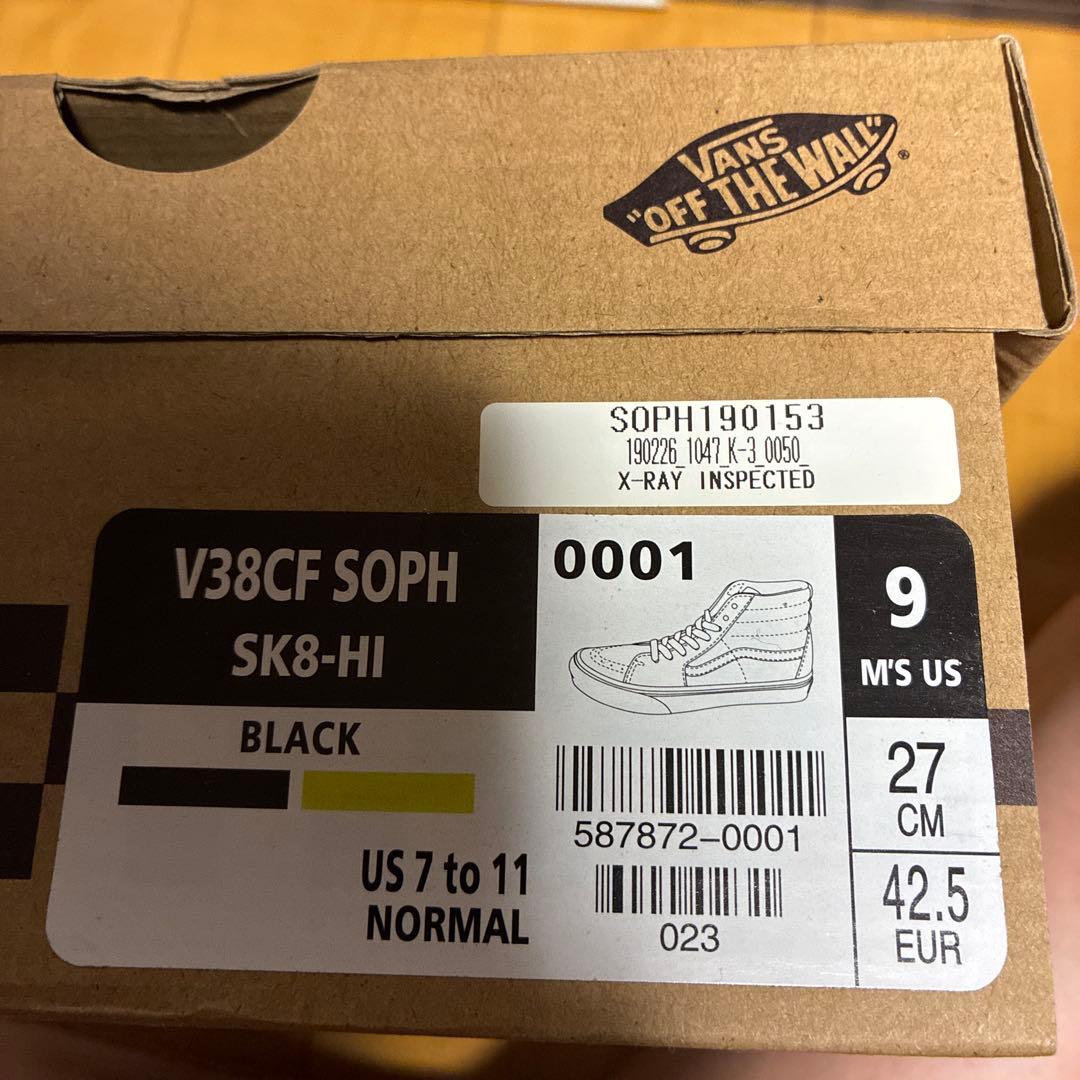 VANS
"OFF THE WALL"®
SOPH190153
190226_1047_K-3_0050_
X-RAY INSPECTED
V38CF SOPH
SK8-HI
BLACK
US 7 to 11
NORMAL
0001
587872-0001
023
9
M'S US
27
CM
42.5
EUR